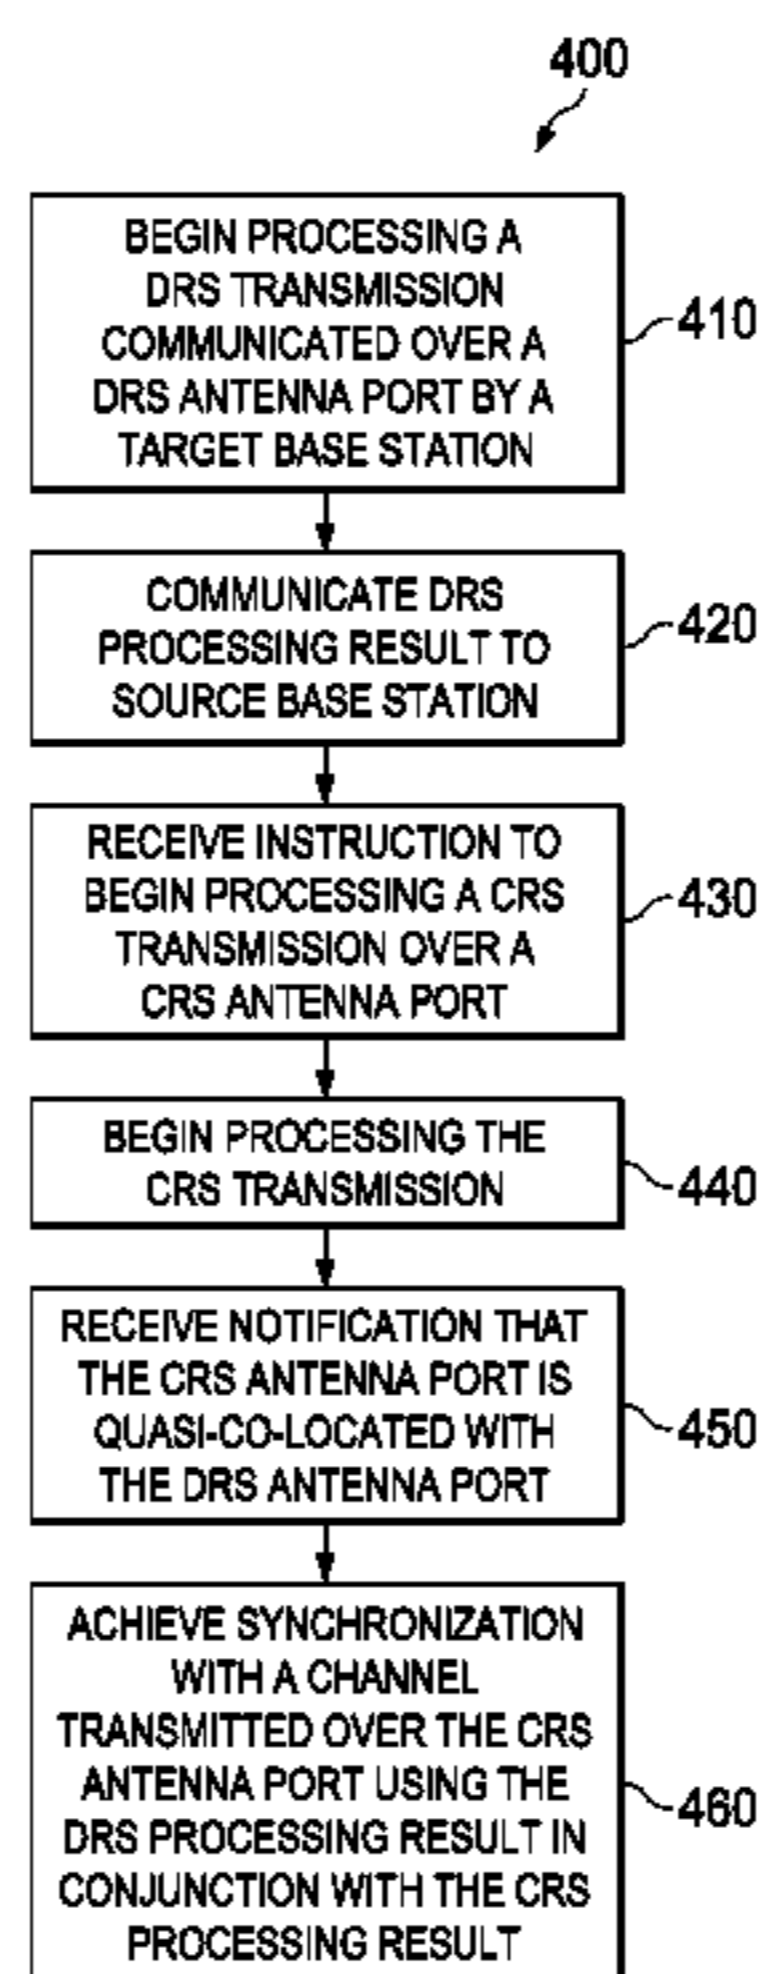 400
BEGIN PROCESSING A
DRS TRANSMISSION
COMMUNICATED OVER A
DRS ANTENNA PORT BY A
TARGET BASE STATION
410
COMMUNICATE DRS
PROCESSING RESULT TO
SOURCE BASE STATION
420
RECEIVE INSTRUCTION TO
BEGIN PROCESSING A CRS
TRANSMISSION OVER A
CRS ANTENNA PORT
430
BEGIN PROCESSING THE
CRS TRANSMISSION
440
RECEIVE NOTIFICATION THAT
THE CRS ANTENNA PORT IS
QUASI-CO-LOCATED WITH
THE DRS ANTENNA PORT
450
ACHIEVE SYNCHRONIZATION
WITH A CHANNEL
TRANSMITTED OVER THE CRS
ANTENNA PORT USING THE
DRS PROCESSING RESULT IN
CONJUNCTION WITH THE CRS
PROCESSING RESULT
460